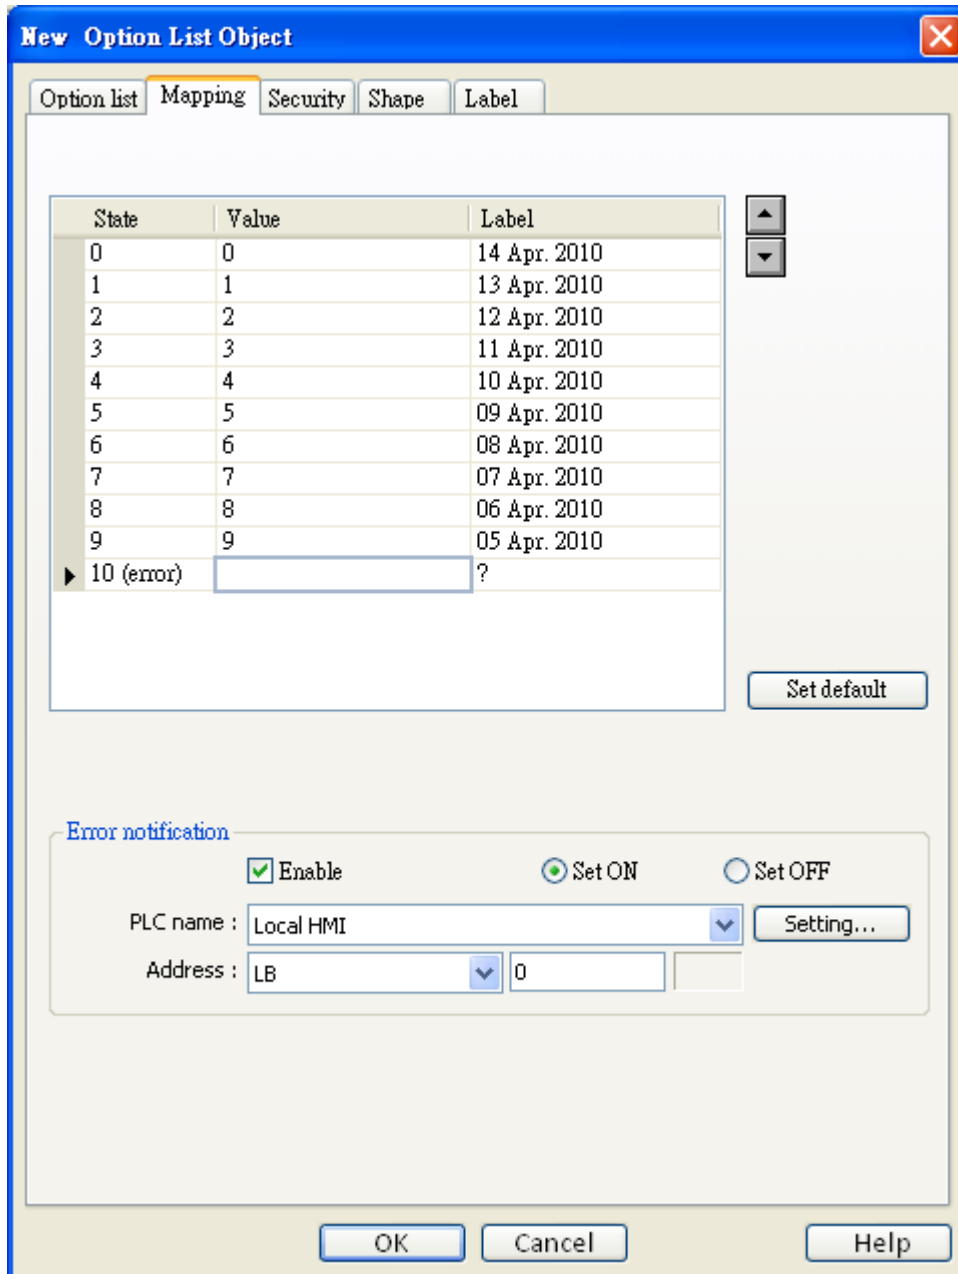 New Option List Object
Option list Mapping Security Shape Label
State Value Label
0 0 14 Apr. 2010
1 1 13 Apr. 2010
2 2 12 Apr. 2010
3 3 11 Apr. 2010
4 4 10 Apr. 2010
5 5 09 Apr. 2010
6 6 08 Apr. 2010
7 7 07 Apr. 2010
8 8 06 Apr. 2010
9 9 05 Apr. 2010
10 (error) ?
Set default
Error notification
Enable Set ON Set OFF
PLC name : Local HMI Setting...
Address : LB 0
OK Cancel Help